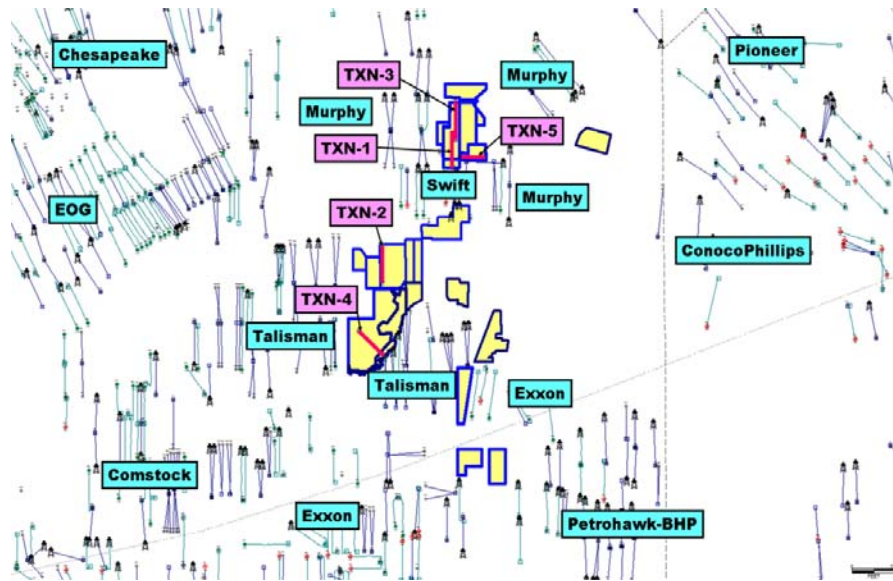 Chesapeake
Pioneer
TXN-3
Murphy
Murphy
TXN-5
TXN-1
Swift
Murphy
EOG
TXN-2
ConocoPhillips
TXN-4
Talisman
Talisman
Exxon
Comstock
Exxon
Petrohawk-BHP